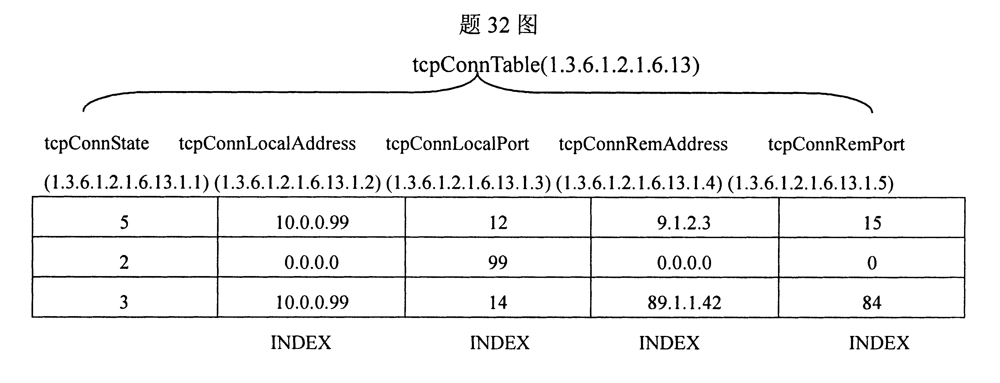 题 32 图
tcpConnTable(1.3.6.1.2.1.6.13)
tcpConnState tcpConnLocalAddress tcpConnLocalPort tcpConnRemAddress tcpConnRemPort
(1.3.6.1.2.1.6.13.1.1) (1.3.6.1.2.1.6.13.1.2) (1.3.6.1.2.1.6.13.1.3) (1.3.6.1.2.1.6.13.1.4) (1.3.6.1.2.1.6.13.1.5)
5 10.0.0.99 12 9.1.2.3 15
2 0.0.0.0 99 0.0.0.0 0
3 10.0.0.99 14 89.1.1.42 84
INDEX INDEX INDEX INDEX